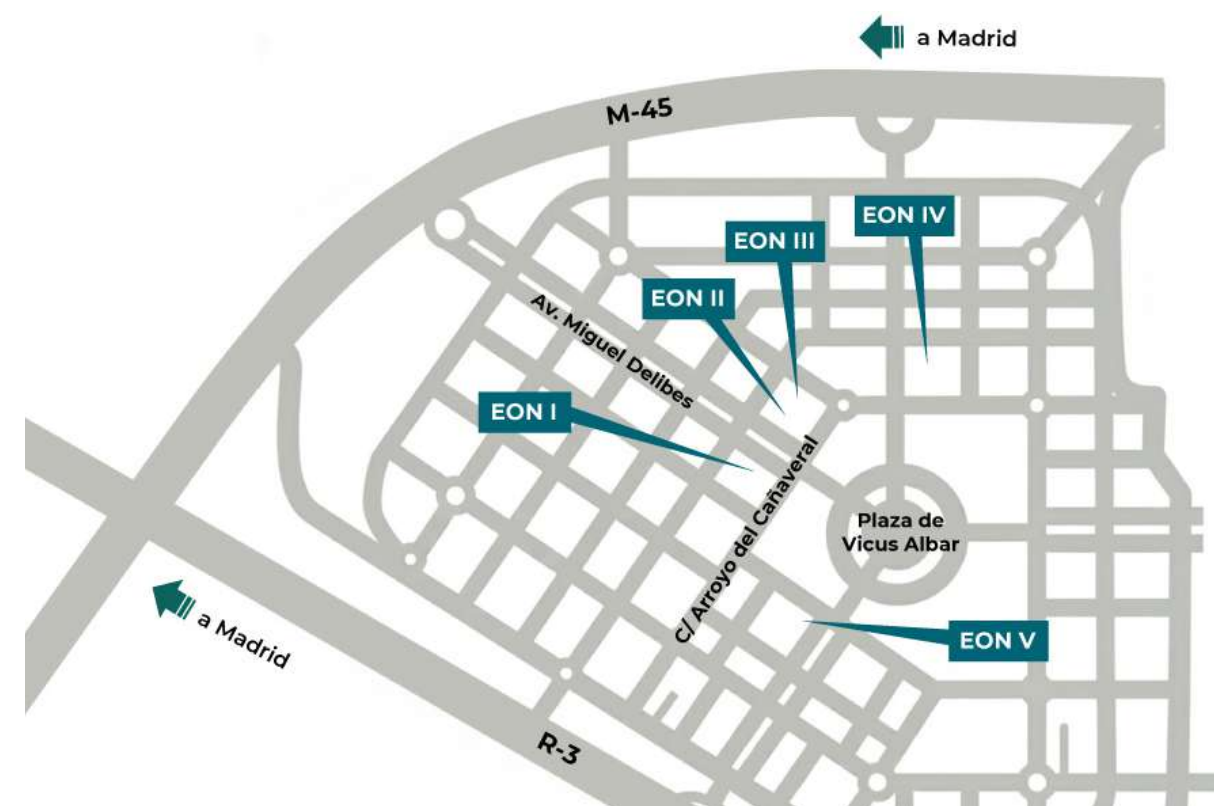 a Madrid
M-45
EON IV
EON III
EON II
Av. Miguel Delibes
EON I
C/ Arroyo del Cañaveral
Plaza de
Vicus Albar
a Madrid
EON V
R-3